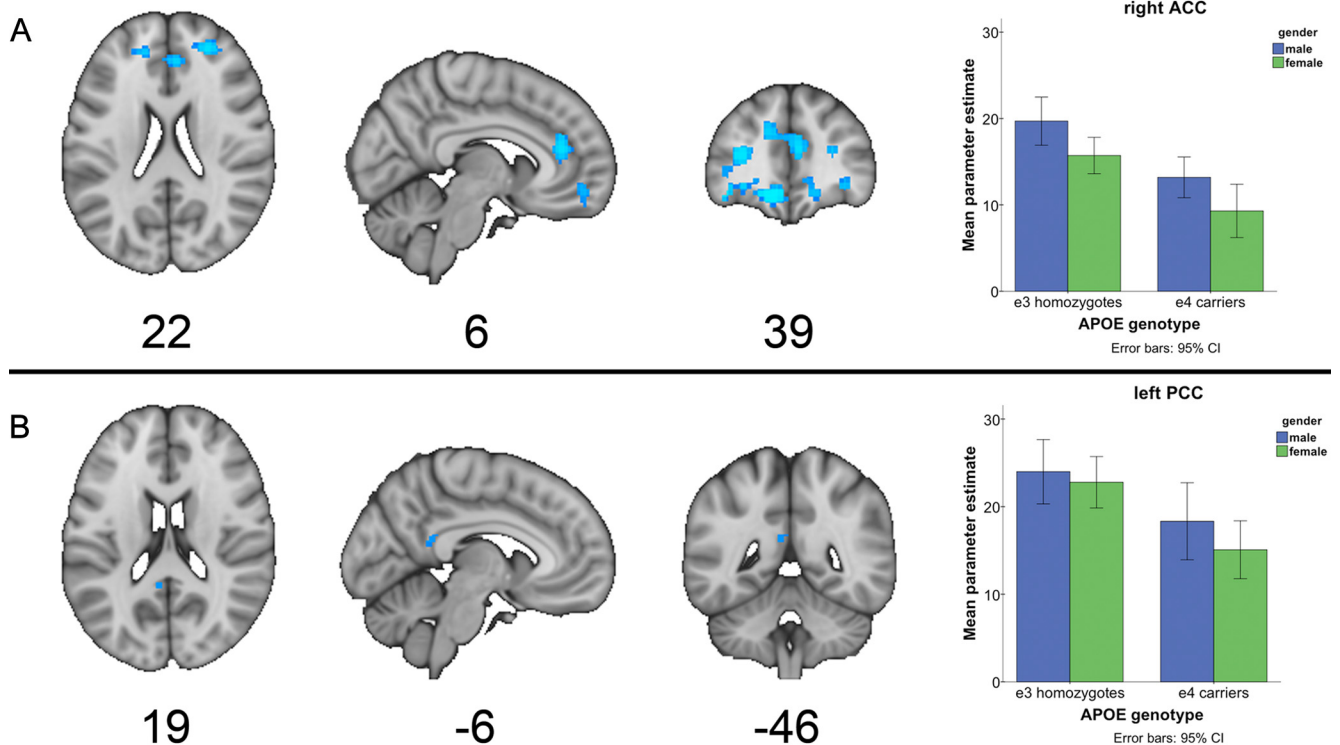 A
22
6
39
right ACC
gender
male
female
30
20
10
0
Mean parameter estimate
e3 homozygotes
e4 carriers
APOE genotype
Error bars: 95% CI
B
19
-6
-46
left PCC
gender
male
female
30
20
10
0
Mean parameter estimate
e3 homozygotes
e4 carriers
APOE genotype
Error bars: 95% CI